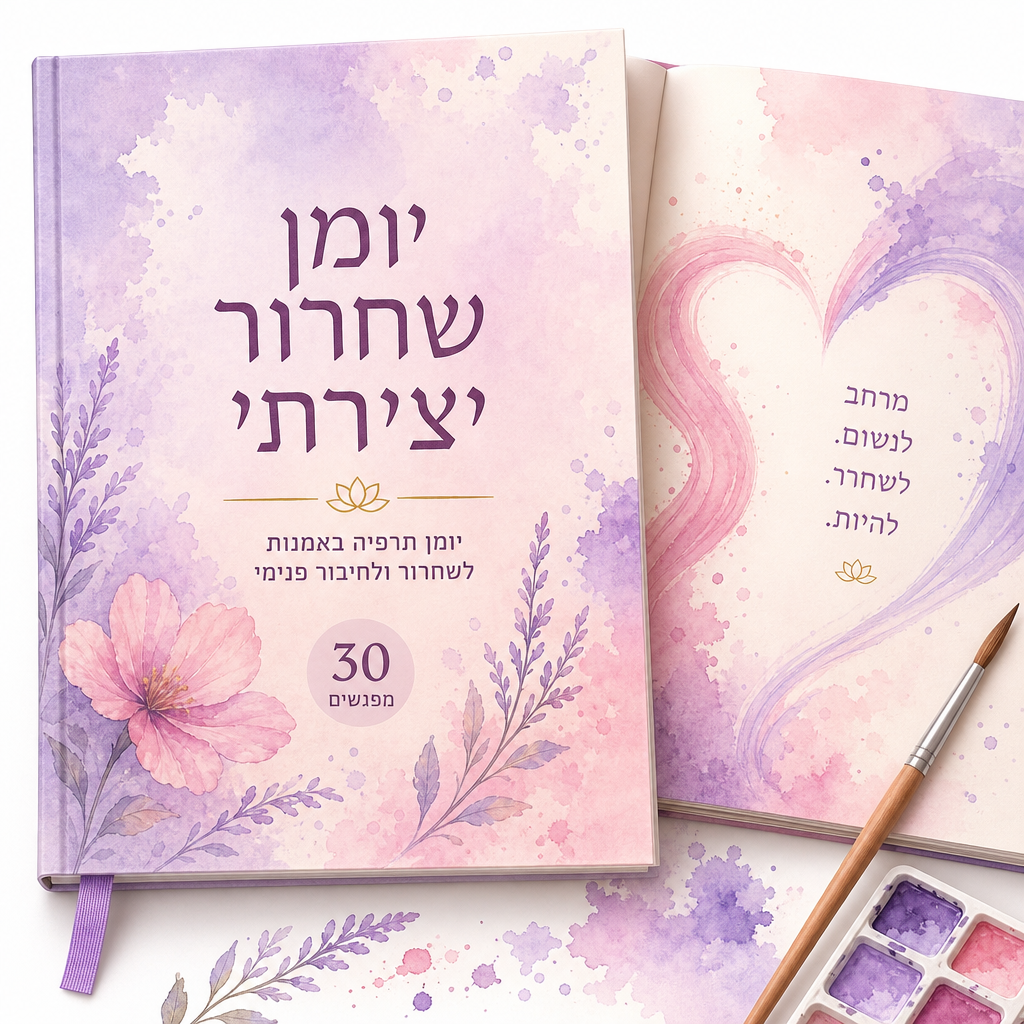 יומן
שחרור
יצירתי
יומן תרפיה באמנות
לשחרור ולחיבור פנימי
30
מפגשים
מרחב
לנשום.
לשחרר.
להיות.